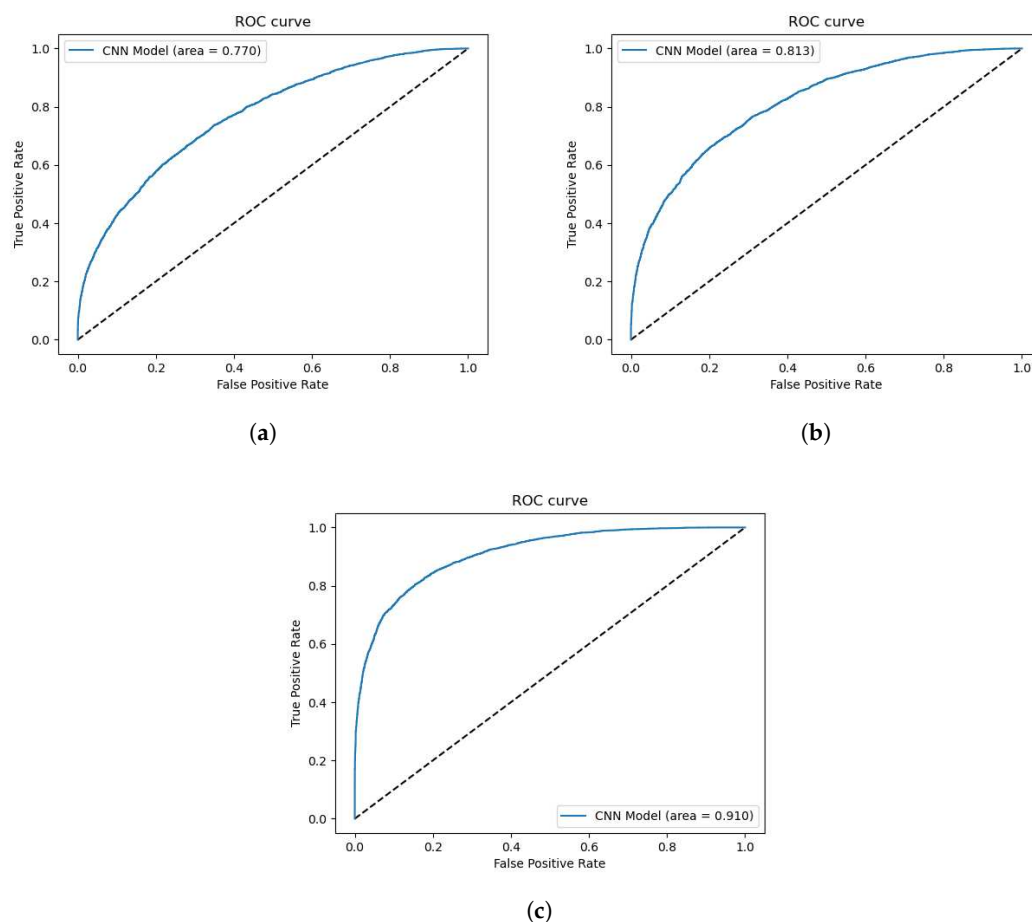 ROC curve
CNN Model (area = 0.770)
True Positive Rate
1.0
0.8
0.6
0.4
0.2
0.0
0.0 0.2 0.4 0.6 0.8 1.0
False Positive Rate
(a)
ROC curve
CNN Model (area = 0.813)
True Positive Rate
1.0
0.8
0.6
0.4
0.2
0.0
0.0 0.2 0.4 0.6 0.8 1.0
False Positive Rate
(b)
ROC curve
True Positive Rate
1.0
0.8
0.6
0.4
0.2
0.0
CNN Model (area = 0.910)
0.0 0.2 0.4 0.6 0.8 1.0
False Positive Rate
(c)